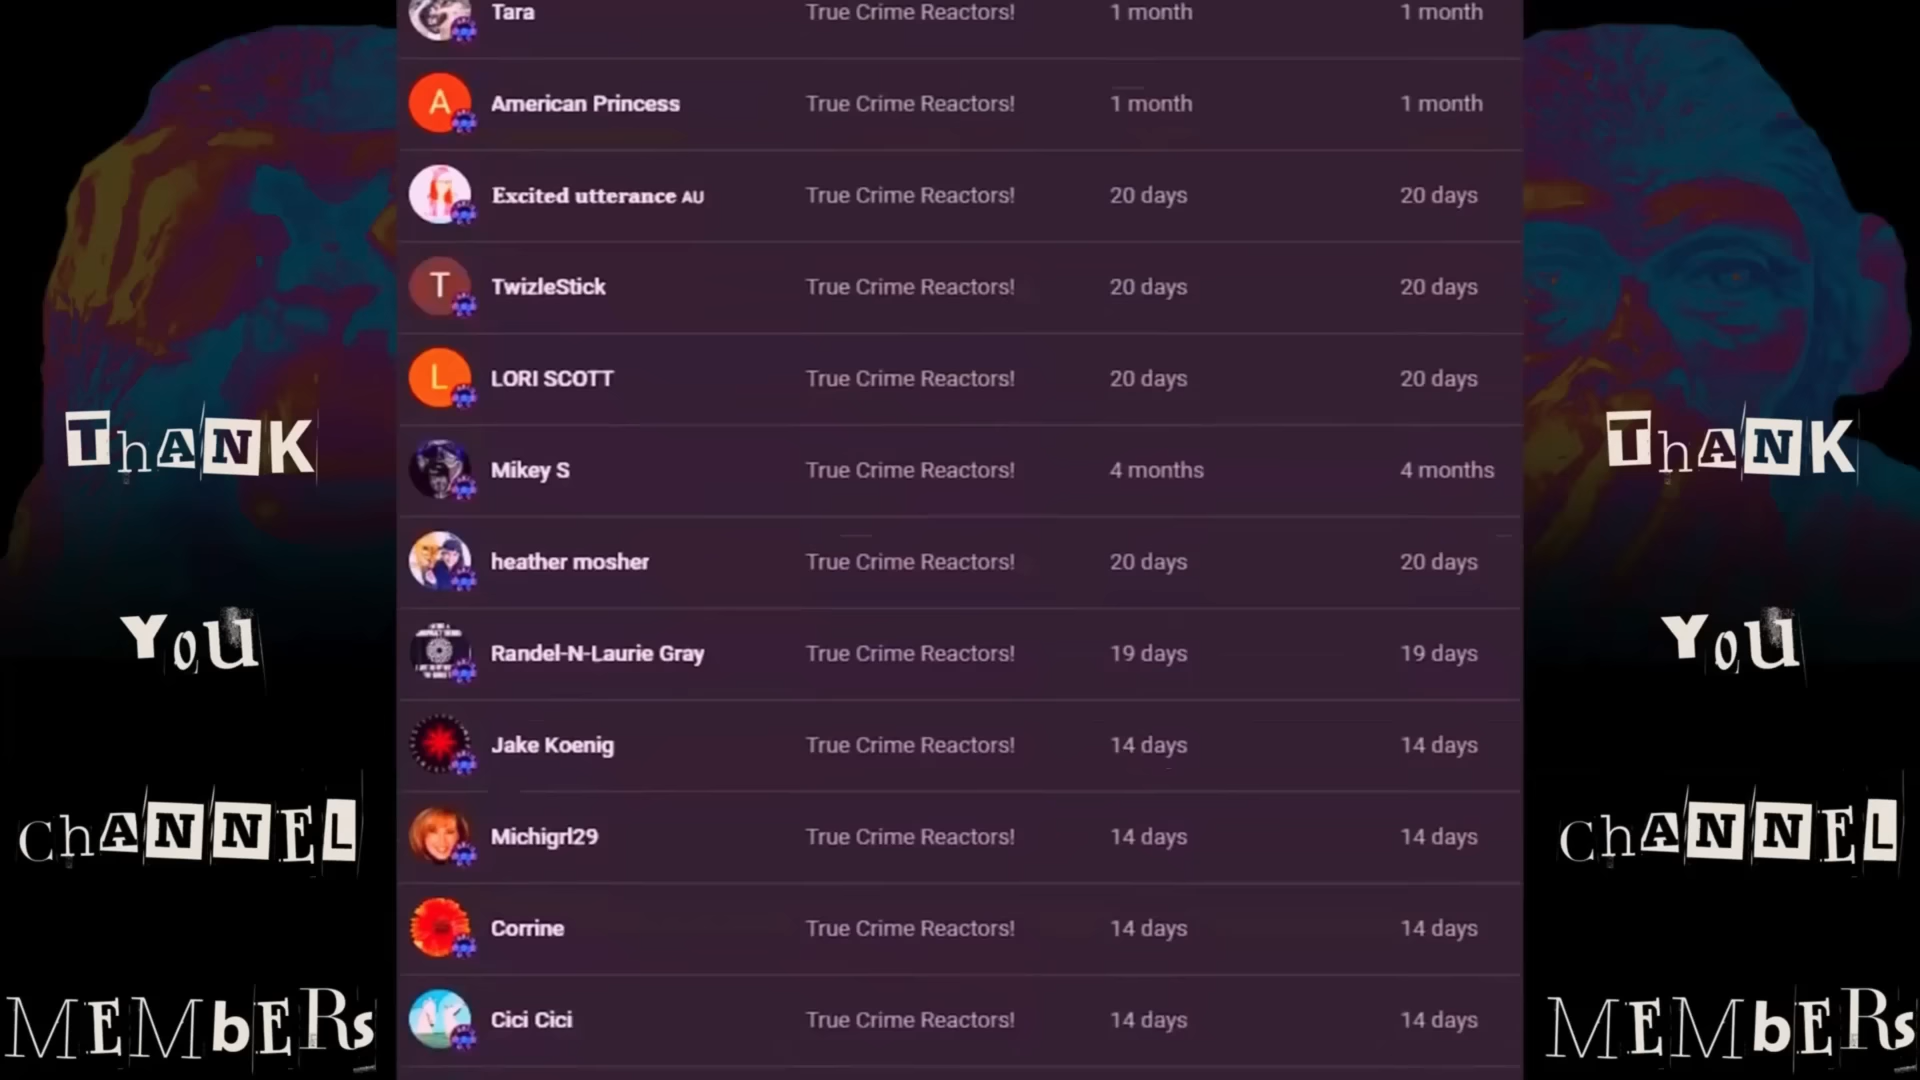 Tara True Crime Reactors! 1 month 1 month
A American Princess True Crime Reactors! 1 month 1 month
Excited utterance AU True Crime Reactors! 20 days 20 days
T TwizleStick True Crime Reactors! 20 days 20 days
L LORI SCOTT True Crime Reactors! 20 days 20 days
Mikey S True Crime Reactors! 4 months 4 months
heather mosher True Crime Reactors! 20 days 20 days
Randel-N-Laurie Gray True Crime Reactors! 19 days 19 days
Jake Koenig True Crime Reactors! 14 days 14 days
Michigrl29 True Crime Reactors! 14 days 14 days
Corrine True Crime Reactors! 14 days 14 days
Cici Cici True Crime Reactors! 14 days 14 days
ThANK
You
ChANNEL
MEMbERs
ThANK
You
ChANNEL
MEMbERs